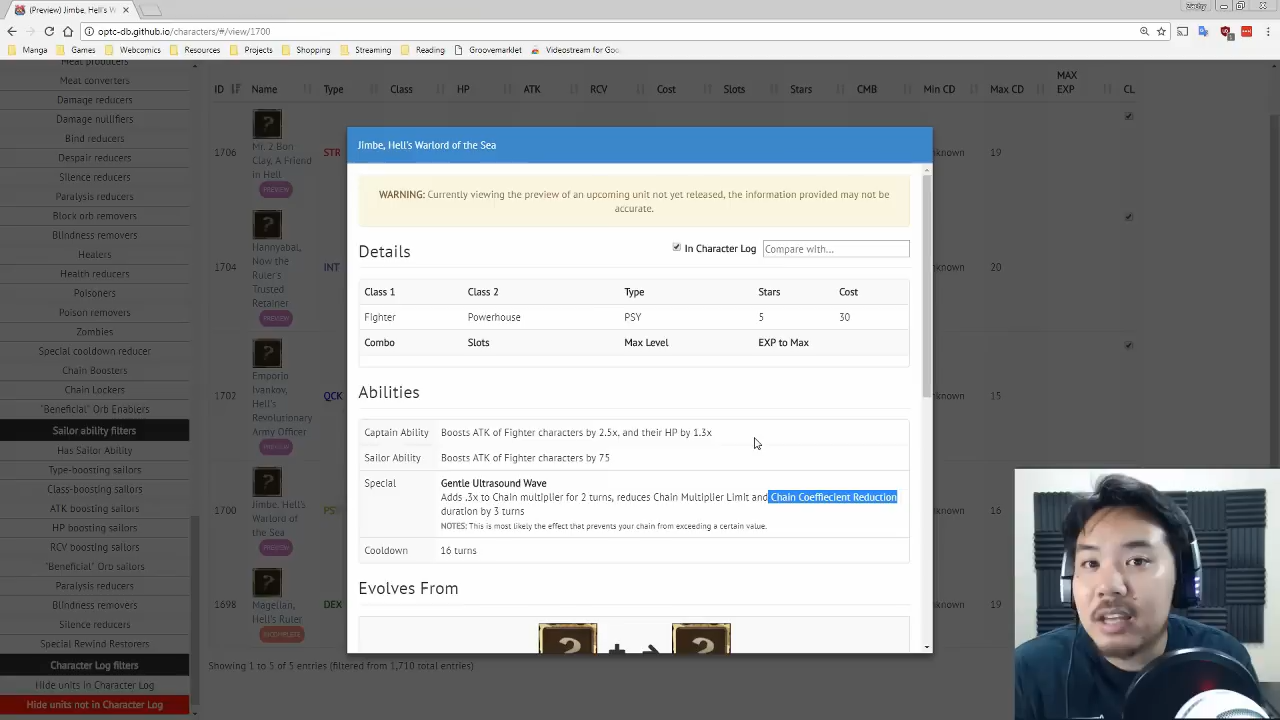 (Preview) Jimbe, Hell's W
optc-db.github.io/characters/#/view/1700
Manga Games Webcomics Resources Projects Shopping Streaming Reading Groovemarklet Videostream for Goo
Meat producers
Meat converters
Damage reducers
Damage nullifiers
Bind reducers
Despair reducers
Silence reducers
Paralysis reducers
Block orb removers
Blindness removers
Healers
Health reducers
Poisoners
Poison removers
Zombies
Special cooldown reducer
Chain Boosters
Chain Lockers
"Beneficial" Orb Enablers
Sailor ability filters
Has Sailor Ability
Type-boosting sailors
ATK boosting sailors
HP boosting sailors
RCV boosting sailors
"Beneficial" Orb sailors
Paralysis reducers
Blindness removers
Silence reducers
Special Rewind Restorers
Character Log filters
Hide units in Character Log
Hide units not in Character Log
ID Name Type Class HP ATK RCV Cost Slots Stars CMB Min CD Max CD MAX EXP CL
1706 Mr. 2 Bon Clay, A Friend in Hell STR 19
PREVIEW
1704 Hannyabal, Now the Ruler's Trusted Retainer INT 20
PREVIEW
1702 Emporio Ivankov, Hell's Revolutionary Army Officer QCK 15
PREVIEW
1700 Jimbe, Hell's Warlord of the Sea 16
PREVIEW
1698 Magellan, Hell's Ruler DEX 19
Showing 1 to 5 of 5 entries (filtered from 1,710 total entries)
Jimbe, Hell's Warlord of the Sea
WARNING: Currently viewing the preview of an upcoming unit not yet released, the information provided may not be
accurate.
Details
In Character Log Compare with...
Class 1 Class 2 Type Stars Cost
Fighter Powerhouse PSY 5 30
Combo Slots Max Level EXP to Max
Abilities
Captain Ability Boosts ATK of Fighter characters by 2.5x, and their HP by 1.3x
Sailor Ability Boosts ATK of Fighter characters by 75
Special Gentle Ultrasound Wave
Adds .3x to Chain multiplier for 2 turns, reduces Chain Multiplier Limit and Chain Coeffiecient Reduction
duration by 3 turns
NOTES: This is most likely the effect that prevents your chain from exceeding a certain value.
Cooldown 16 turns
Evolves From